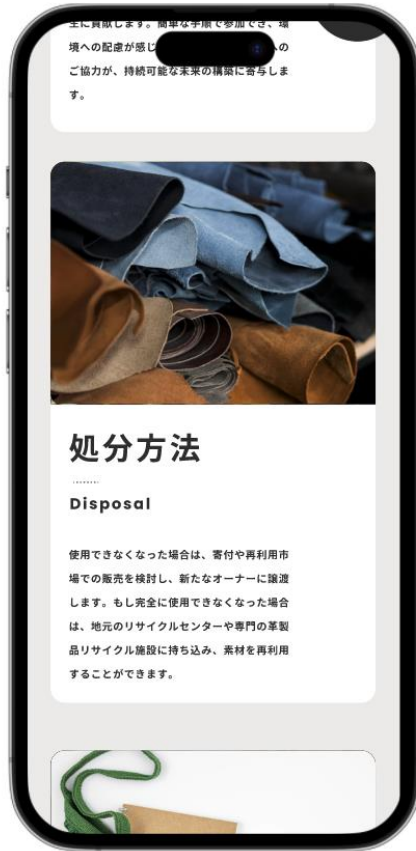 生に貢献します。簡単な手順で参加でき、環
境への配慮が感じ
への
ご協力が、持続可能な未来の構築に寄与しま
す。
処分方法
Disposal
使用できなくなった場合は、寄付や再利用市
場での販売を検討し、新たなオーナーに譲渡
します。もし完全に使用できなくなった場合
は、地元のリサイクルセンターや専門の革製
品リサイクル施設に持ち込み、素材を再利用
することができます。